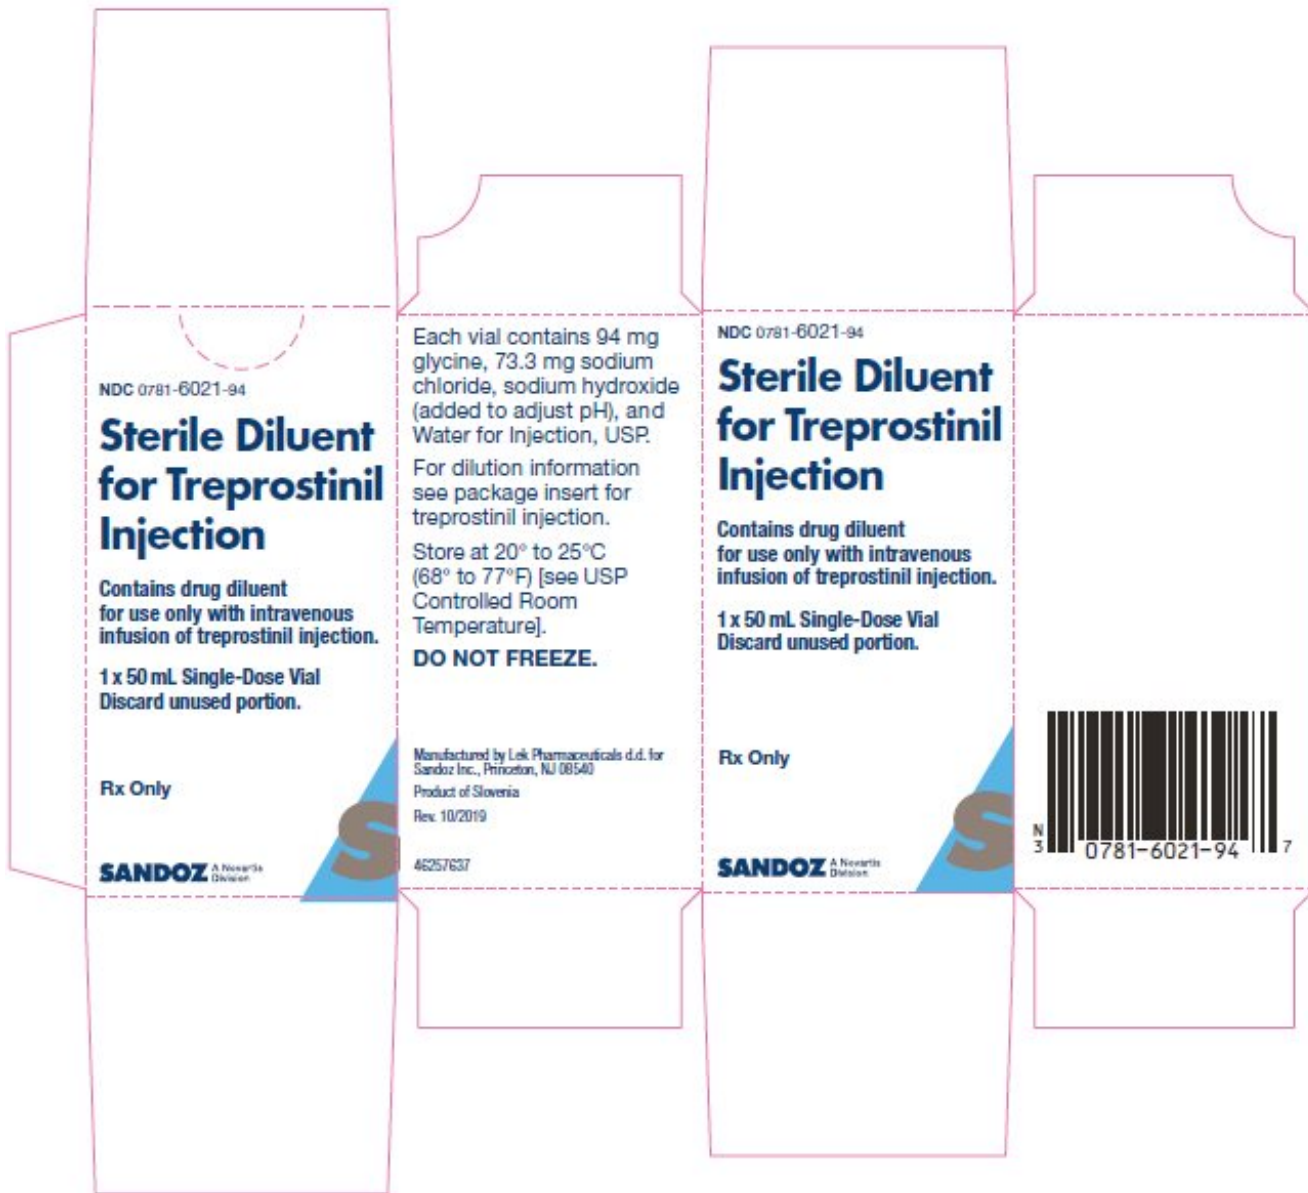 NDC 0781-6021-94
Sterile Diluent
for Treprostinil
Injection
Contains drug diluent
for use only with intravenous
infusion of treprostinil injection.
1 x 50 mL Single-Dose Vial
Discard unused portion.
Rx Only
SANDOZ A Novartis
Division
S
Each vial contains 94 mg
glycine, 73.3 mg sodium
chloride, sodium hydroxide
(added to adjust pH), and
Water for Injection, USP.
For dilution information
see package insert for
treprostinil injection.
Store at 20° to 25°C
(68° to 77°F) [see USP
Controlled Room
Temperature].
DO NOT FREEZE.
Manufactured by Lek Pharmaceuticals d.d. for
Sandoz Inc., Princeton, NJ 08540
Product of Slovenia
Rev. 10/2019
46257637
NDC 0781-6021-94
Sterile Diluent
for Treprostinil
Injection
Contains drug diluent
for use only with intravenous
infusion of treprostinil injection.
1 x 50 mL Single-Dose Vial
Discard unused portion.
Rx Only
SANDOZ A Novartis
Division
S
N
3 0781-6021-94 7